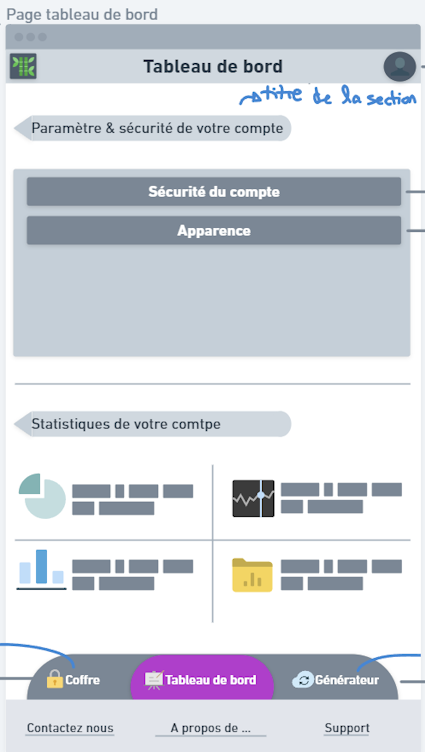 Page tableau de bord
Tableau de bord
titre de la section
Paramètre & sécurité de votre compte
Sécurité du compte
Apparence
Statistiques de votre comtpe
Coffre
Tableau de bord
Générateur
Contactez nous
A propos de ...
Support